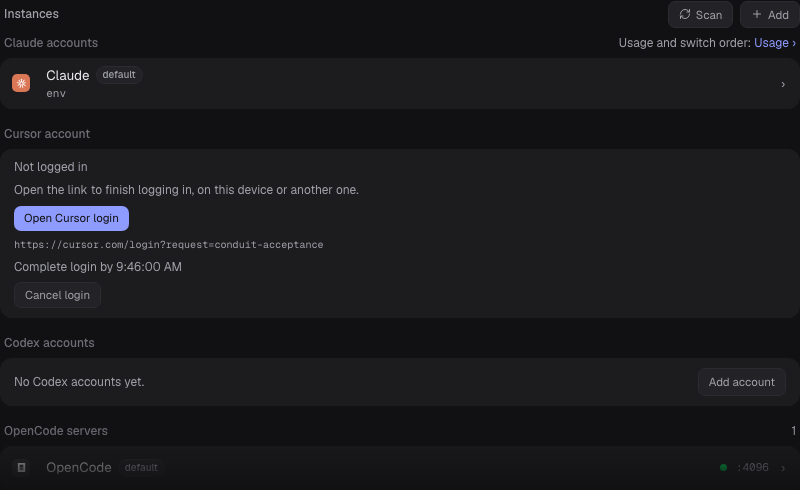 Instances
Scan
+ Add
Claude accounts
Usage and switch order: Usage ›
Claude default
env
Cursor account
Not logged in
Open the link to finish logging in, on this device or another one.
Open Cursor login
https://cursor.com/login?request=conduit-acceptance
Complete login by 9:46:00 AM
Cancel login
Codex accounts
No Codex accounts yet.
Add account
OpenCode servers
1
OpenCode default
:4096